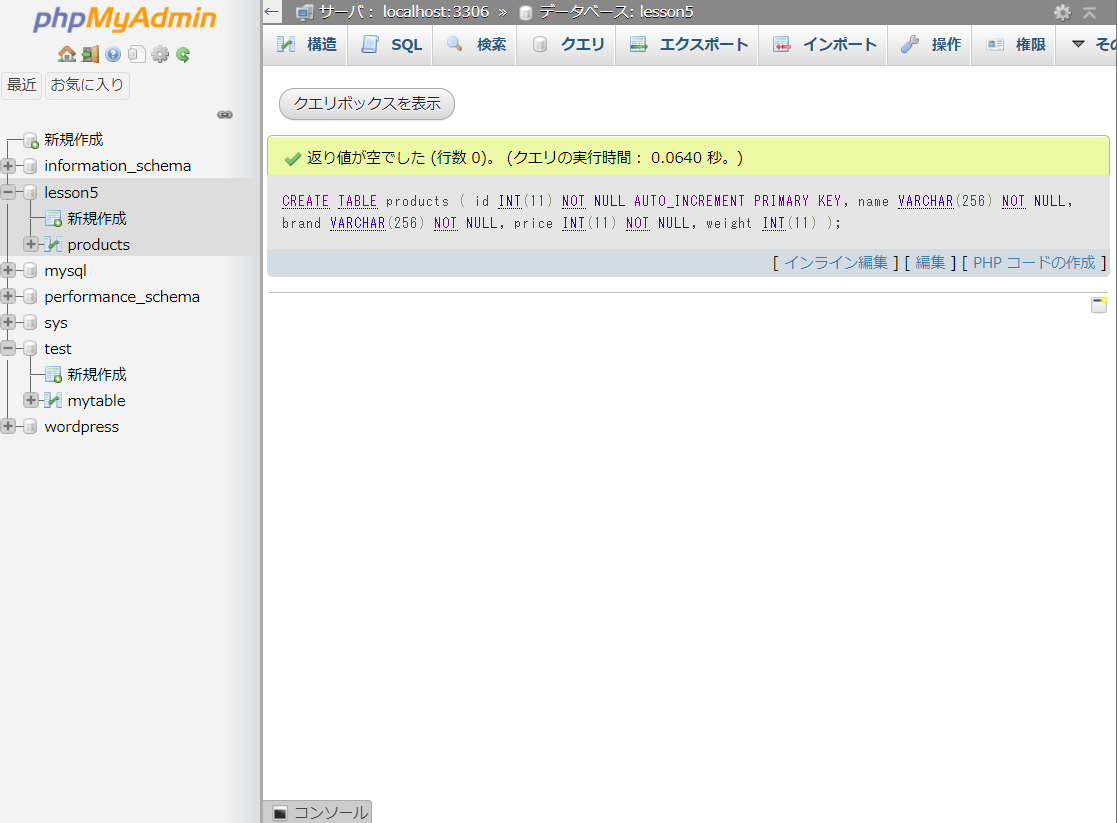 phpMyAdmin
最近 お気に入り
新規作成
information_schema
lesson5
新規作成
products
mysql
performance_schema
sys
test
新規作成
mytable
wordpress
サーバ: localhost:3306 » データベース: lesson5
構造 SQL 検索 クエリ エクスポート インポート 操作 権限 その
クエリボックスを表示
返り値が空でした (行数 0)。 (クエリの実行時間: 0.0640 秒。)
CREATE TABLE products ( id INT(11) NOT NULL AUTO_INCREMENT PRIMARY KEY, name VARCHAR(256) NOT NULL,
brand VARCHAR(256) NOT NULL, price INT(11) NOT NULL, weight INT(11) );
[ インライン編集 ] [ 編集 ] [ PHP コードの作成 ]
コンソール